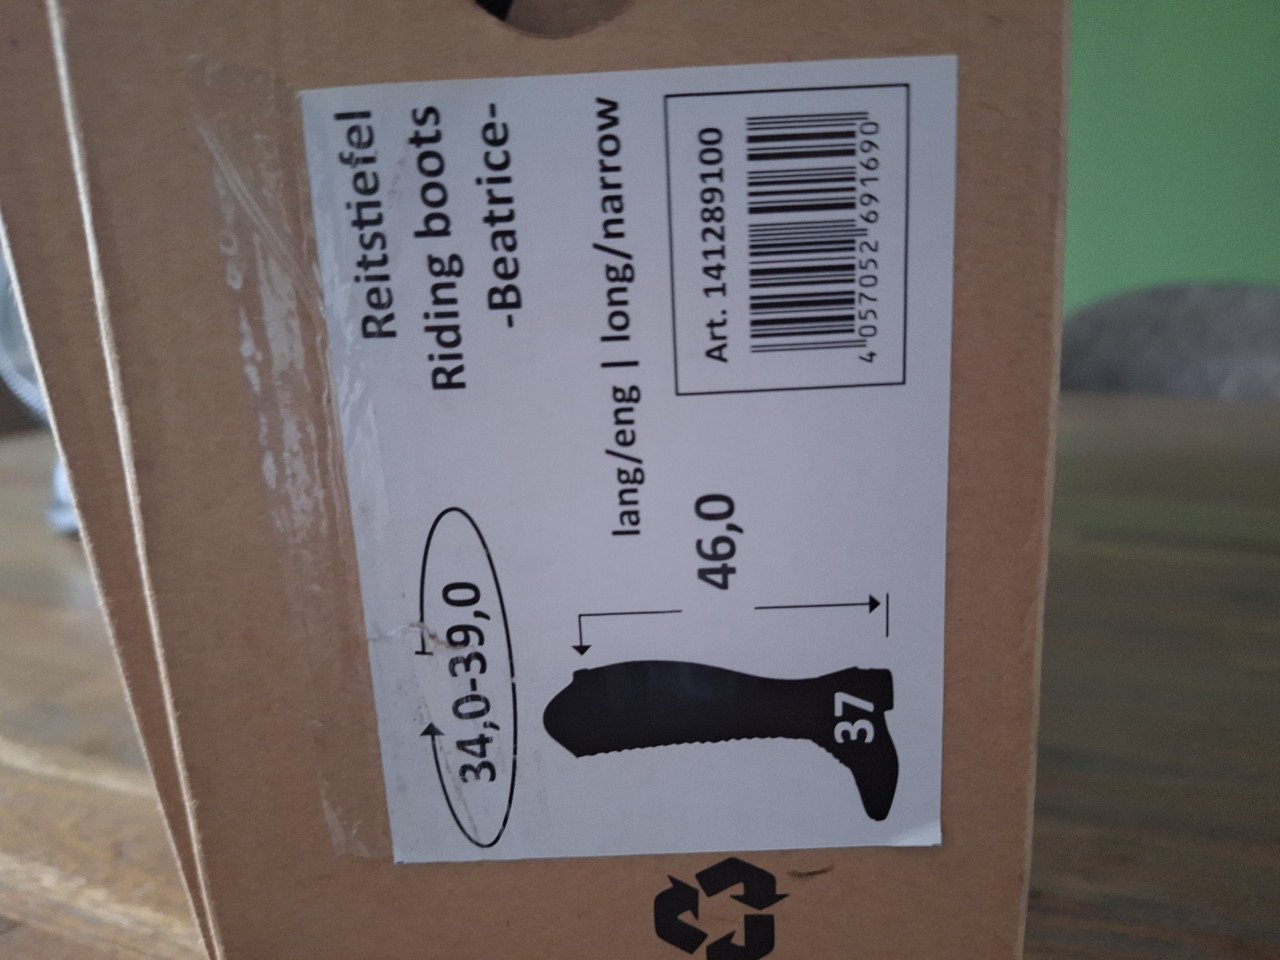 34,0-39,0
Reitstiefel
Riding boots
-Beatrice-
lang/eng | long/narrow
46,0
37
Art. 141289100
4 057052 691690